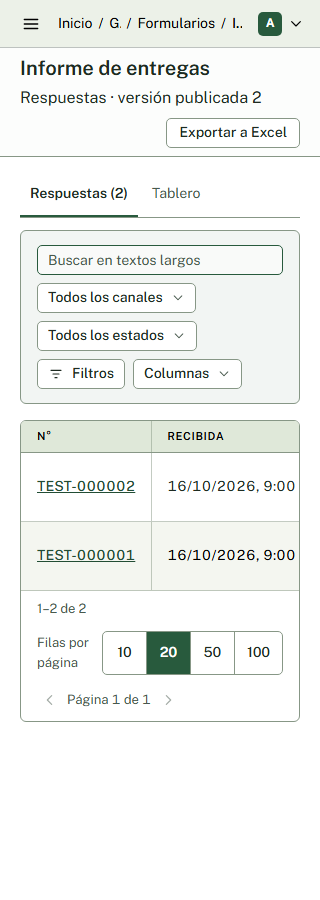 Inicio / G. / Formularios / I.. A
Informe de entregas
Respuestas · versión publicada 2
Exportar a Excel
Respuestas (2) Tablero
Buscar en textos largos
Todos los canales
Todos los estados
Filtros Columnas
N° RECIBIDA
TEST-000002 16/10/2026, 9:00
TEST-000001 16/10/2026, 9:00
1–2 de 2
Filas por
página
10 20 50 100
Página 1 de 1